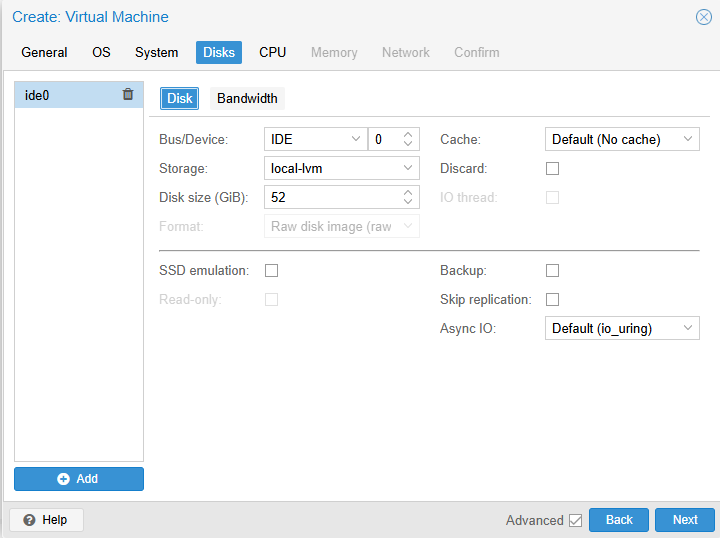 Create: Virtual Machine
General OS System Disks CPU Memory Network Confirm
ide0
Disk Bandwidth
Bus/Device: IDE 0 Cache: Default (No cache)
Storage: local-lvm Discard:
Disk size (GiB): 52 IO thread:
Format: Raw disk image (raw
SSD emulation: Backup:
Read-only: Skip replication:
Async IO: Default (io_uring)
Add
Help Advanced Back Next